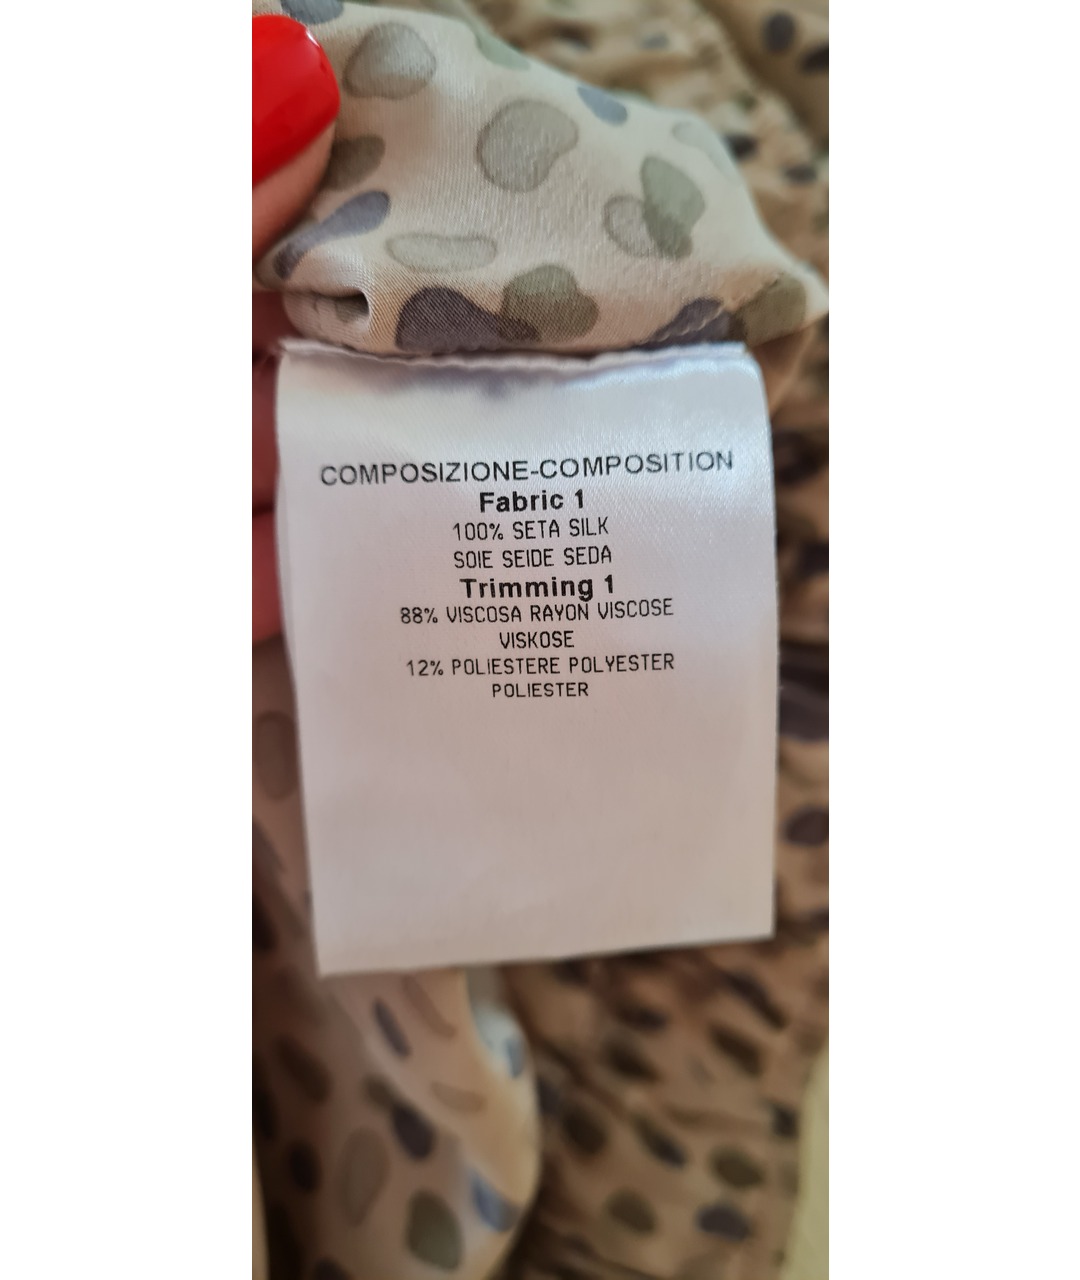 COMPOSIZIONE-COMPOSITION
Fabric 1
100% SETA SILK
SOIE SEIDE SEDA
Trimming 1
88% VISCOSA RAYON VISCOSE
VISKOSE
12% POLIESTERE POLYESTER
POLIESTER